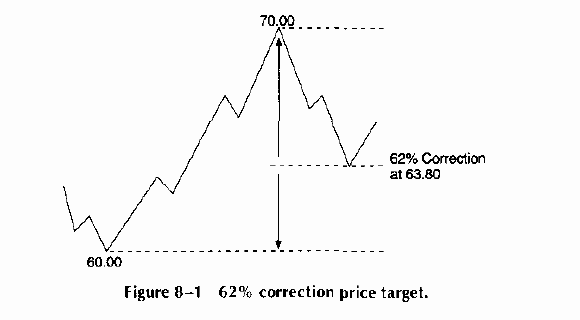 70.00
62% Correction
at 63.80
60.00
Figure 8–1 62% correction price target.